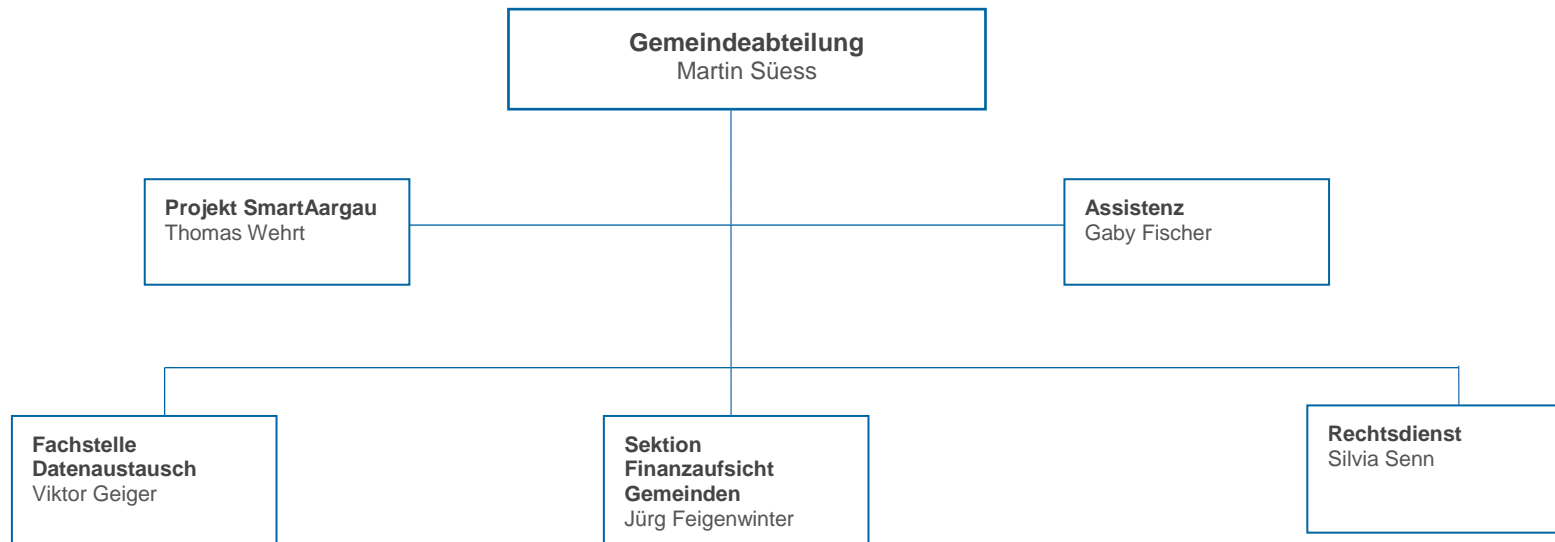 Gemeindeabteilung
Martin Süess
Projekt SmartAargau
Thomas Wehrt
Assistenz
Gaby Fischer
Fachstelle
Datenaustausch
Viktor Geiger
Sektion
Finanzaufsicht
Gemeinden
Jürg Feigenwinter
Rechtsdienst
Silvia Senn